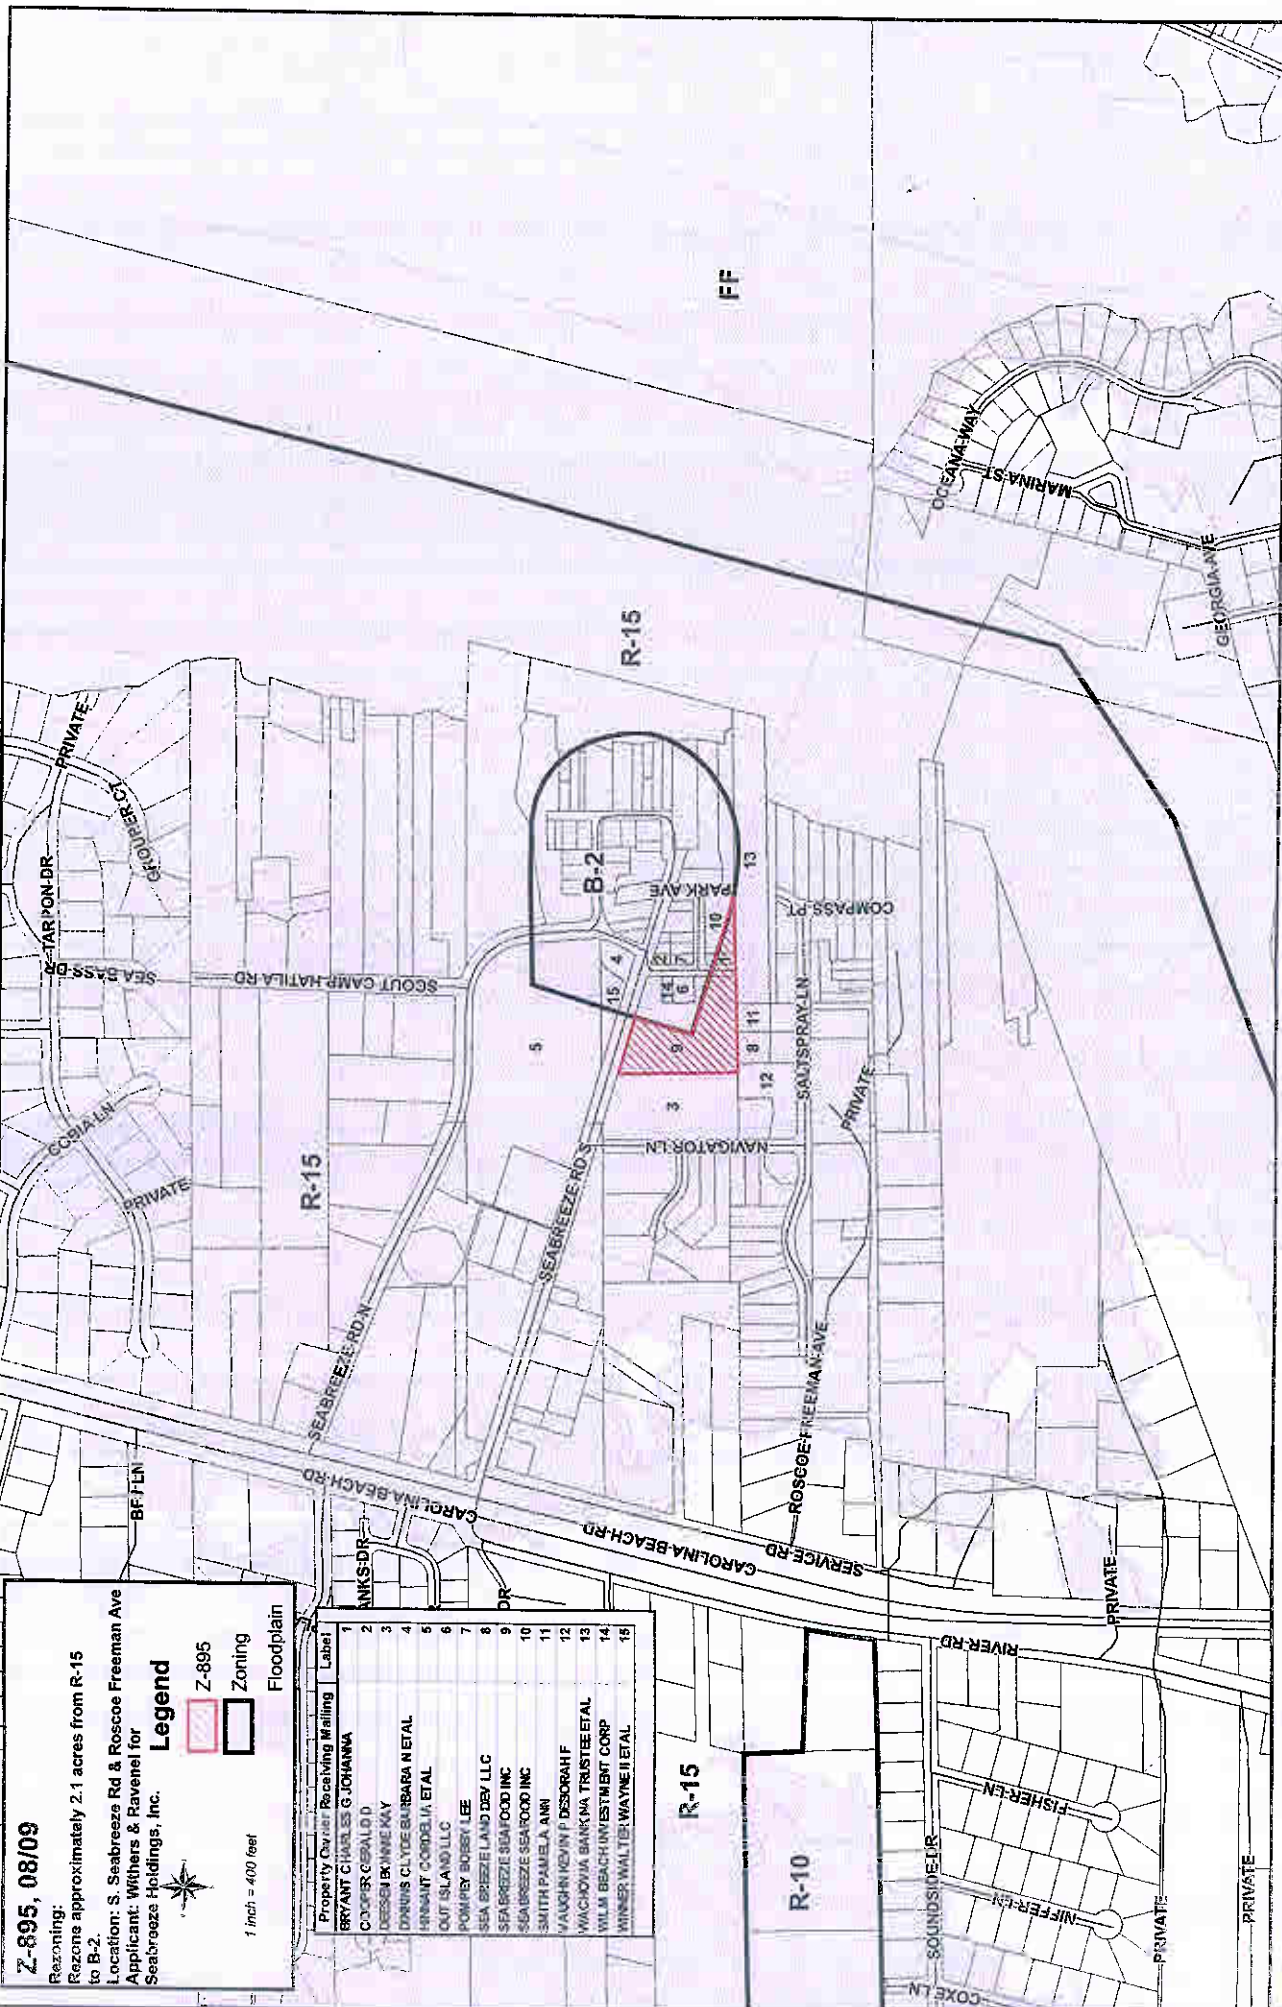 Z-895, 08/09
Rezoning:
Rezone approximately 2.1 acres from R-15
to B-2.
Location: S. Seabreeze Rd & Roscoe Freeman Ave
Applicant: Withers & Ravenel for
Seabreeze Holdings, Inc.
Legend
Z-895
Zoning
Floodplain
1 inch = 400 feet
Property Owner Receiving Mailing Label
BRYANT CHARLES G JOHANNA 1
COOPER GERALD D 2
KAY 3
DENNIS CLYDE BARBARA N ETAL 4
HINNANT CORDELIA ETAL 5
OUT ISLAND LLC 6
POMPEY BOBBY LEE 7
SEA BREEZE LAND DEV LLC 8
SEABREEZE SEAFOOD INC 9
SEABREEZE SEAFOOD INC 10
SMITH PAMELA ANN 11
VAUGHN KEVIN P DEBORAH F 12
WACHOVIA BANK NA TRUSTEE ETAL 13
WILM BEACH INVESTMENT CORP 14
WINNER WALTER WAYNE II ETAL 15
BFJ LN
ANKS-DR
DR
CAROLINA BEACH RD
CAROLINA-BEACH-RD
SERVICE-RD
RIVER-RD
SEABREEZE-RD-N
SEABREEZE-RD-S
COBIA-LN
PRIVATE
SEA-BASS-DR
TARPON-DR
PRIVATE
GROUPER-CT
SCOUT CAMP-HATILA-RD
R-15
R-15
R-15
R-10
B-2
FF
PARK AVE
NAVIGATOR-LN
SALTSPRAY-LN
COMPASS-PT
PRIVATE
ROSCOE-FREEMAN-AVE
PRIVATE
OCEANA-WAY
MARINA-ST
GEORGIA-AVE
SOUNDSIDE-DR
FISHER-LN
NIFFER-LN
COXE-LN
PRIVATE
PRIVATE
5
15
4
14
6
2
1
10
13
9
3
8
11
12